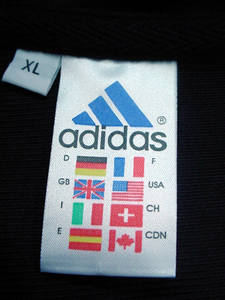 XL
adidas®
D F
GB USA
I CH
E CDN